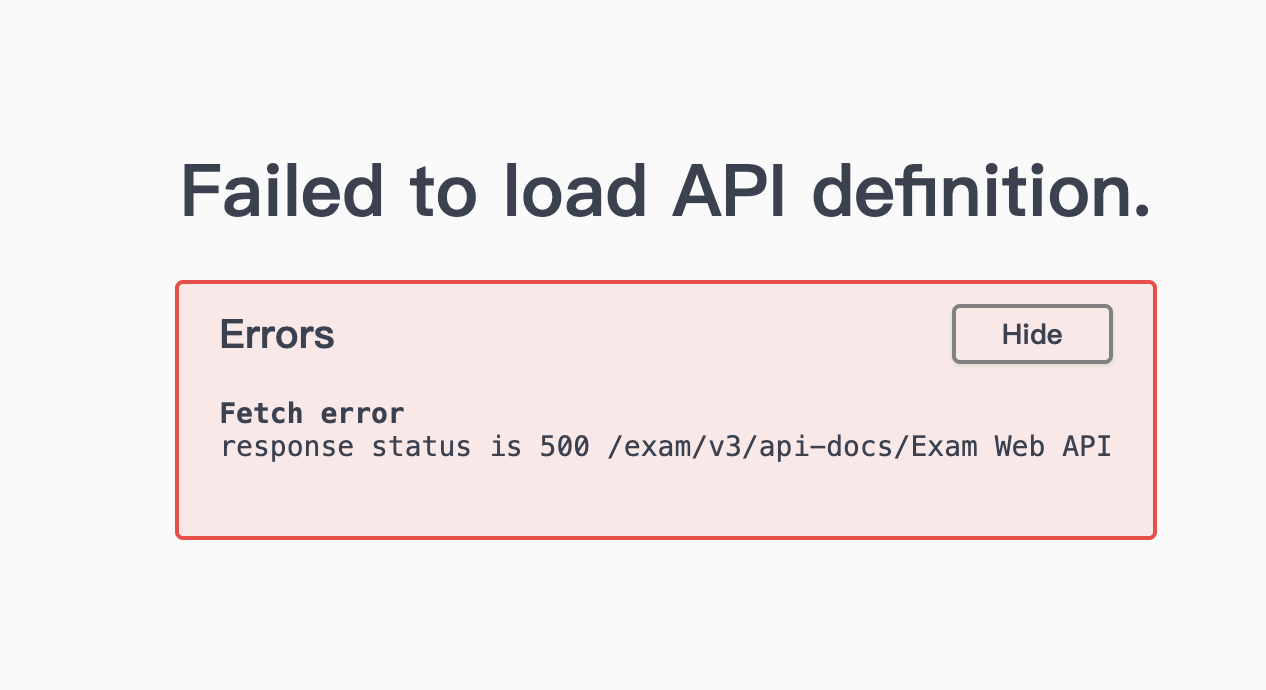 Failed to load API definition.
Errors
Hide
Fetch error
response status is 500 /exam/v3/api-docs/Exam Web API